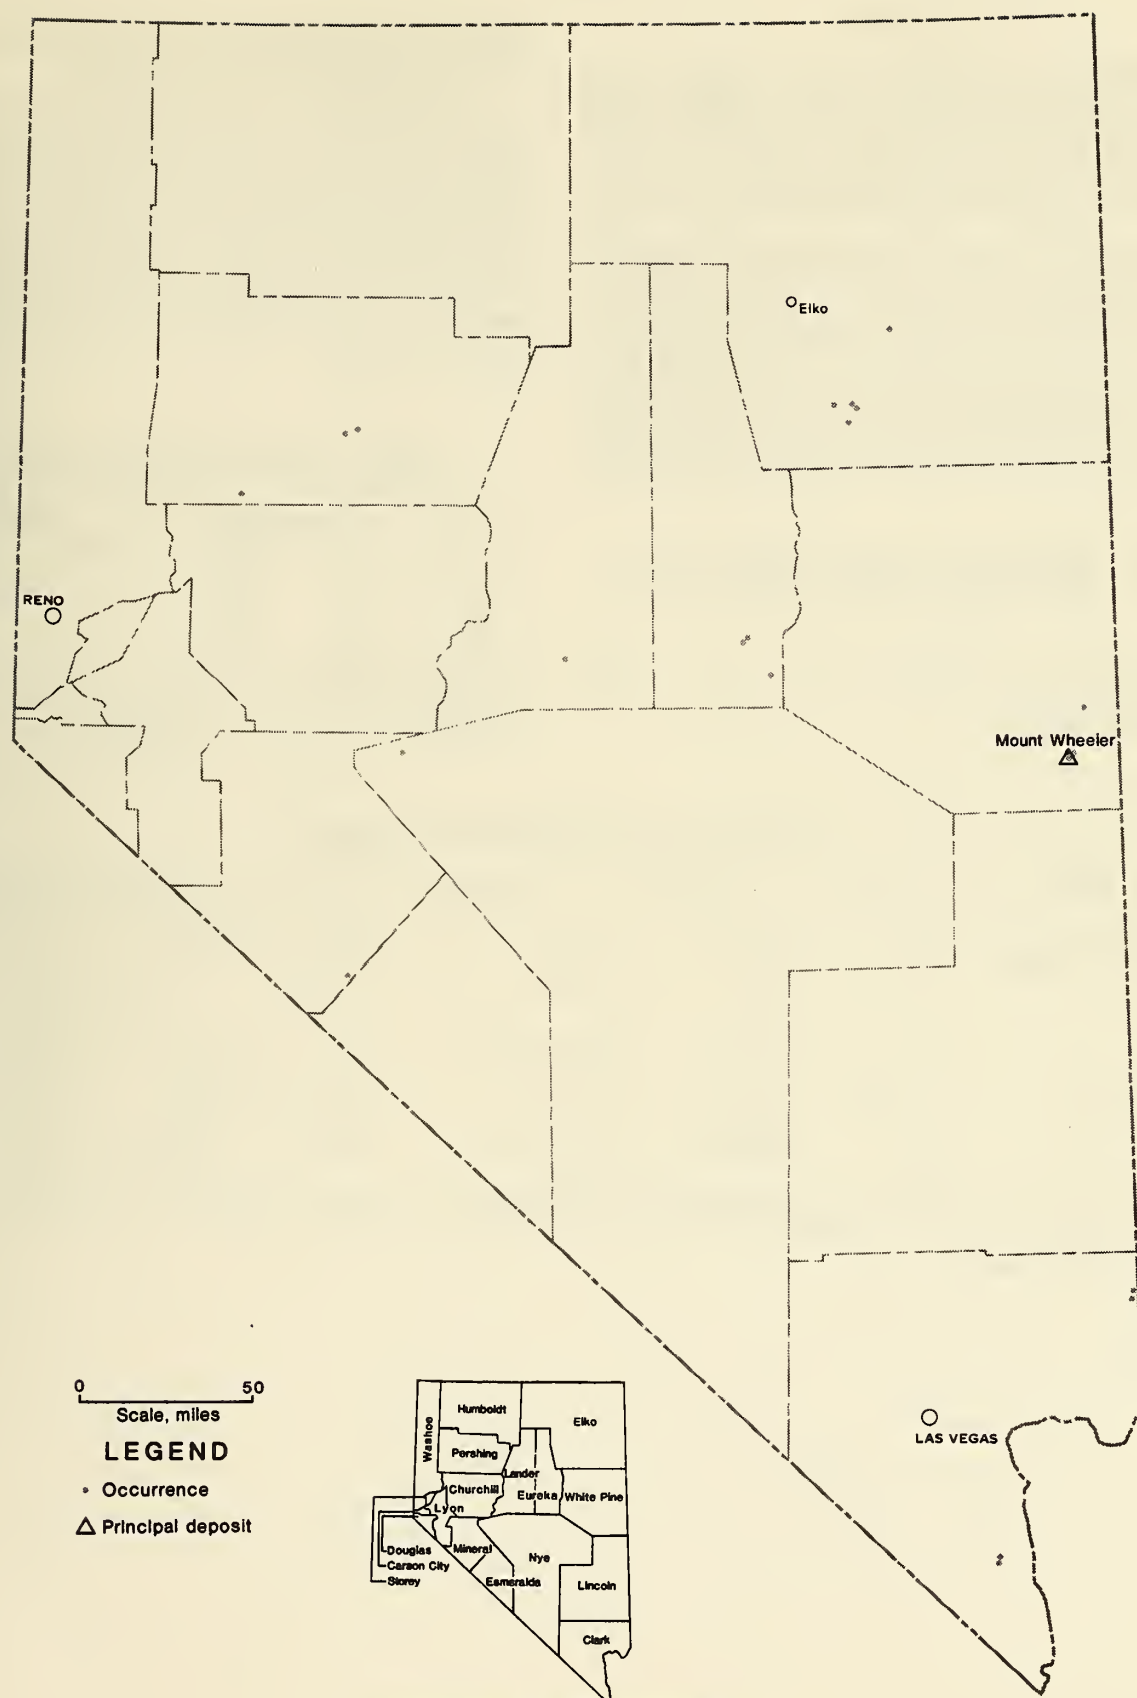 Elko
RENO
Mount Wheeler
LAS VEGAS
0 50
Scale, miles
LEGEND
Occurrence
Principal deposit
Washoe
Humboldt
Elko
Pershing
Lander
Churchill
Eureka
White Pine
Lyon
Douglas
Carson City
Storey
Mineral
Nye
Esmeralda
Lincoln
Clark